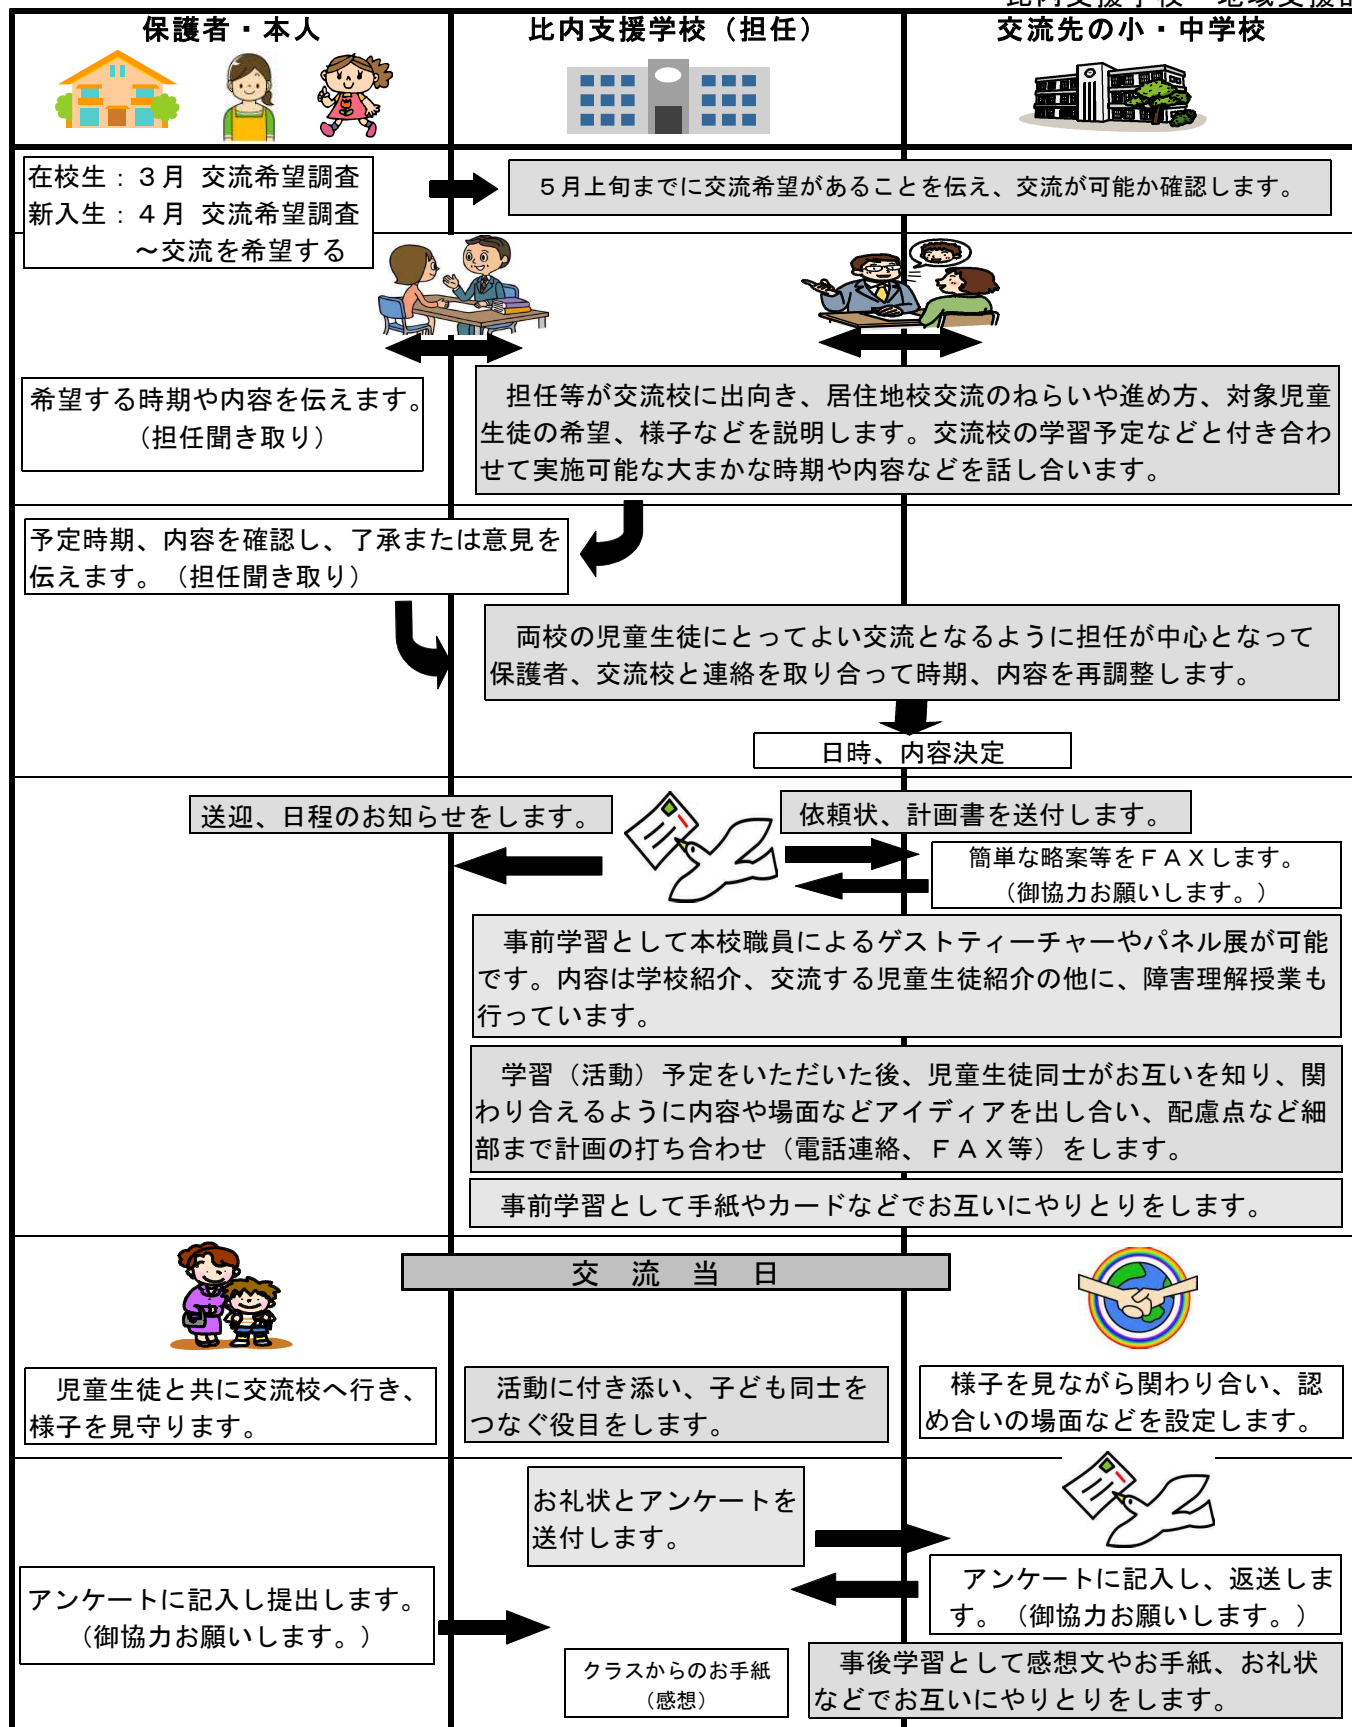 保護者・本人
比内支援学校（担任）
交流先の小・中学校
在校生：３月 交流希望調査
新入生：４月 交流希望調査
～交流を希望する
５月上旬までに交流希望があることを伝え、交流が可能か確認します。
希望する時期や内容を伝えます。
（担任聞き取り）
担任等が交流校に出向き、居住地校交流のねらいや進め方、対象児童
生徒の希望、様子などを説明します。交流校の学習予定などと付き合わ
せて実施可能な大まかな時期や内容などを話し合います。
予定時期、内容を確認し、了承または意見を
伝えます。（担任聞き取り）
両校の児童生徒にとってよい交流となるように担任が中心となって
保護者、交流校と連絡を取り合って時期、内容を再調整します。
日時、内容決定
送迎、日程のお知らせをします。
依頼状、計画書を送付します。
簡単な略案等をＦＡＸします。
（御協力お願いします。）
事前学習として本校職員によるゲストティーチャーやパネル展が可能
です。内容は学校紹介、交流する児童生徒紹介の他に、障害理解授業も
行っています。
学習（活動）予定をいただいた後、児童生徒同士がお互いを知り、関
わり合えるように内容や場面などアイディアを出し合い、配慮点など細
部まで計画の打ち合わせ（電話連絡、ＦＡＸ等）をします。
事前学習として手紙やカードなどでお互いにやりとりをします。
交 流 当 日
児童生徒と共に交流校へ行き、
様子を見守ります。
活動に付き添い、子ども同士を
つなぐ役目をします。
様子を見ながら関わり合い、認
め合いの場面などを設定します。
お礼状とアンケートを
送付します。
アンケートに記入し、返送しま
す。（御協力お願いします。）
アンケートに記入し提出します。
（御協力お願いします。）
クラスからのお手紙
（感想）
事後学習として感想文やお手紙、お礼状
などでお互いにやりとりをします。